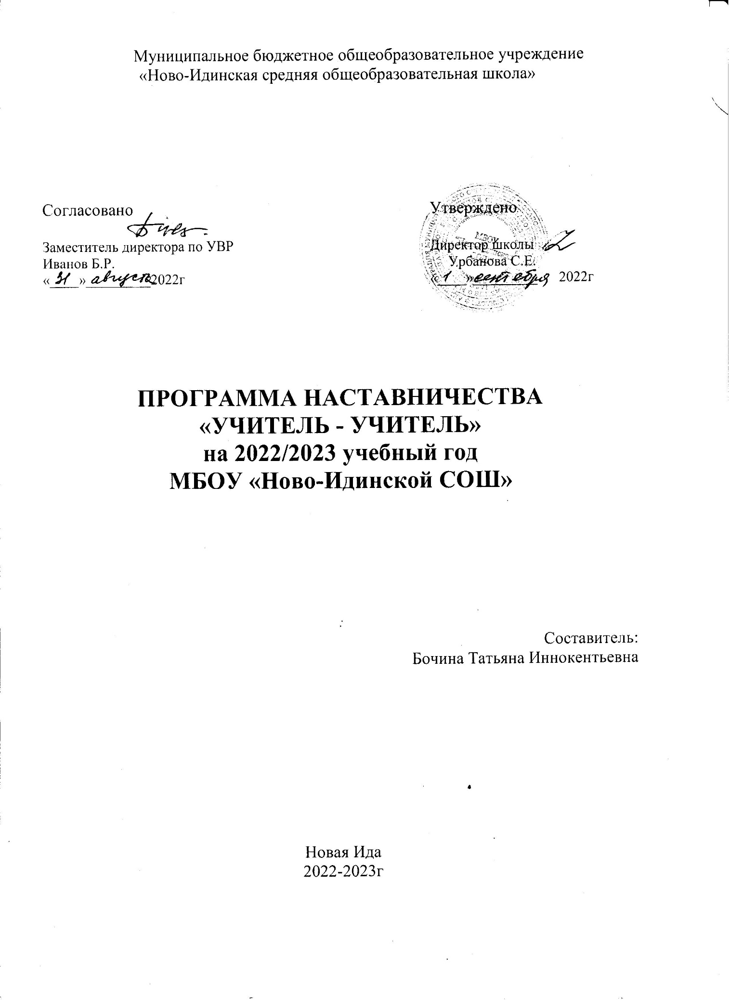 Муниципальное бюджетное общеобразовательное учреждение
«Ново-Идинская средняя общеобразовательная школа»
Согласовано
Заместитель директора по УВР
Иванов Б.Р.
«31» август 2022г
Утверждено
МБОУ
Директор школы
Урбанова С.Е.
«1» сентября 2022г
ПРОГРАММА НАСТАВНИЧЕСТВА
«УЧИТЕЛЬ - УЧИТЕЛЬ»
на 2022/2023 учебный год
МБОУ «Ново-Идинской СОШ»
Составитель:
Бочина Татьяна Иннокентьевна
Новая Ида
2022-2023г